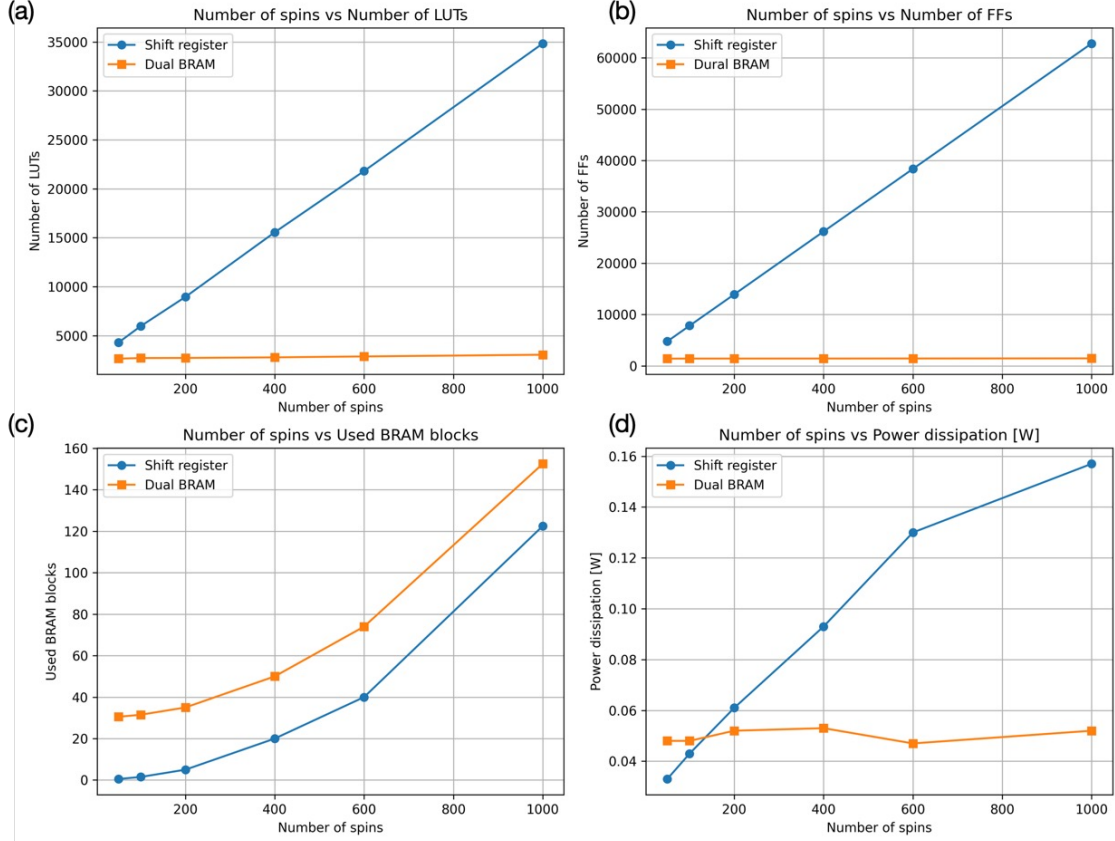 (a)
Number of spins vs Number of LUTs
Shift register
Dual BRAM
35000
30000
25000
20000
15000
10000
5000
Number of LUTs
200
400
600
800
1000
Number of spins
(b)
Number of spins vs Number of FFs
Shift register
Dural BRAM
60000
50000
40000
30000
20000
10000
0
Number of FFs
200
400
600
800
1000
Number of spins
(c)
Number of spins vs Used BRAM blocks
Shift register
Dual BRAM
160
140
120
100
80
60
40
20
0
Used BRAM blocks
200
400
600
800
1000
Number of spins
(d)
Number of spins vs Power dissipation [W]
Shift register
Dual BRAM
0.16
0.14
0.12
0.10
0.08
0.06
0.04
Power dissipation [W]
200
400
600
800
1000
Number of spins